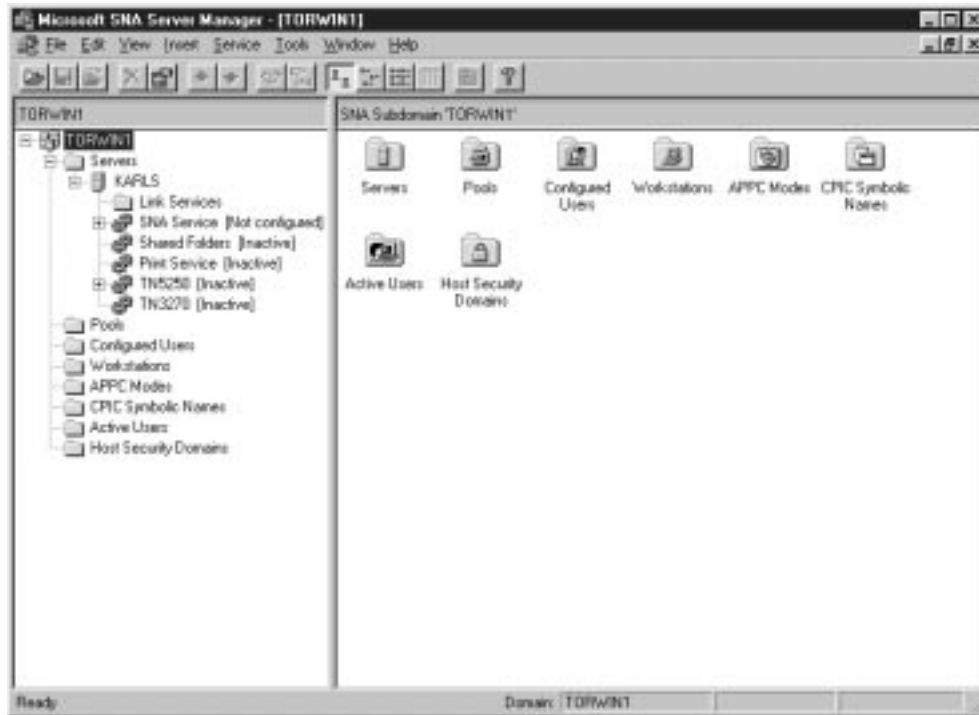 Microsoft SNA Server Manager - [TORWIN1]
File Edit View Insert Service Tools Window Help
TORWIN1
SNA Subdomain 'TORWIN1'
TORWIN1
Servers
KARLS
Link Services
SNA Service [Not configured]
Shared Folders [Inactive]
Print Service [Inactive]
TN5250 [Inactive]
TN3270 [Inactive]
Pools
Configured Users
Workstations
APPC Modes
CPIC Symbolic Names
Active Users
Host Security Domains
Servers
Pools
Configured Users
Workstations
APPC Modes
CPIC Symbolic Names
Active Users
Host Security Domains
Ready
Domain: TORWIN1